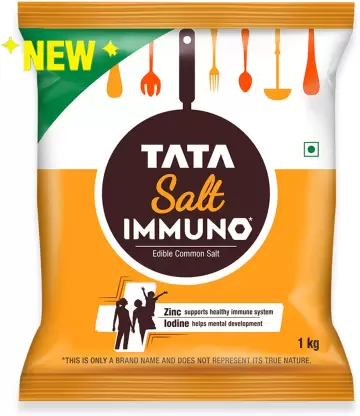 NEW
TATA
Salt
IMMUNO*
Edible Common Salt
Zinc supports healthy immune system
Iodine helps mental development
1 kg
*THIS IS ONLY A BRAND NAME AND DOES NOT REPRESENT ITS TRUE NATURE.